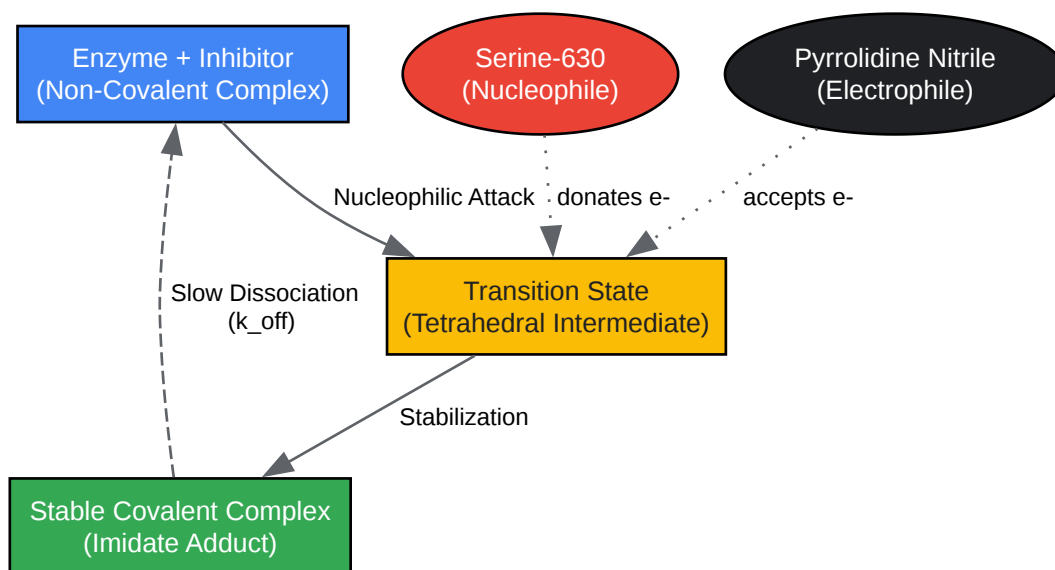 Enzyme + Inhibitor
(Non-Covalent Complex)
Serine-630
(Nucleophile)
Pyrrolidine Nitrile
(Electrophile)
Nucleophilic Attack
donates e-
accepts e-
Slow Dissociation
(k_off)
Transition State
(Tetrahedral Intermediate)
Stabilization
Stable Covalent Complex
(Imidate Adduct)